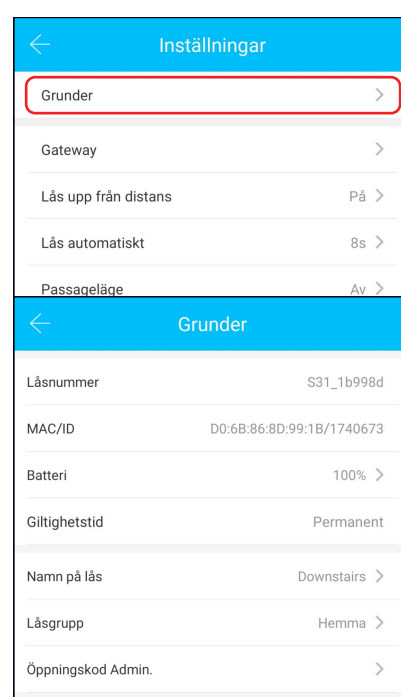 Inställningar
Grunder
Gateway
Lås upp från distans På
Lås automatiskt 8s
Passageläge Av
Grunder
Låsnummer S31_1b998d
MAC/ID D0:6B:86:8D:99:1B/1740673
Batteri 100%
Giltighetstid Permanent
Namn på lås Downstairs
Låsgrupp Hemma
Öppningskod Admin.